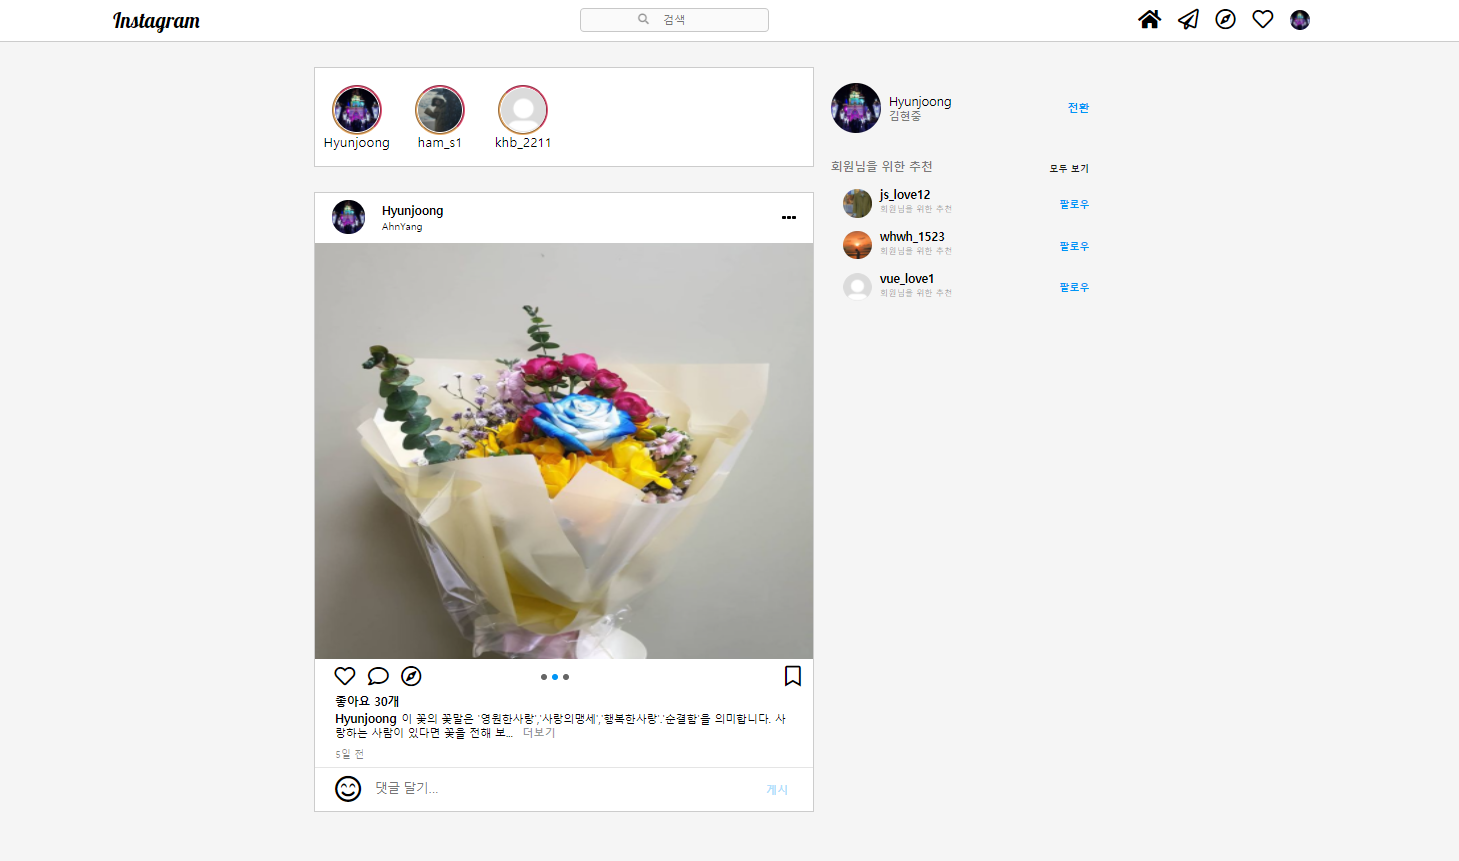 Instagram
검색
Hyunjoong
ham_s1
khb_2211
Hyunjoong
AhnYang
좋아요 30개
Hyunjoong 이 꽃의 꽃말은 '영원한사랑','사랑의맹세','행복한사랑'.'순결함'을 의미합니다. 사
랑하는 사람이 있다면 꽃을 전해 보... 더보기
5일 전
댓글 달기...
게시
Hyunjoong
김현중
전환
회원님을 위한 추천
모두 보기
js_love12
회원님을 위한 추천
팔로우
whwh_1523
회원님을 위한 추천
팔로우
vue_love1
회원님을 위한 추천
팔로우